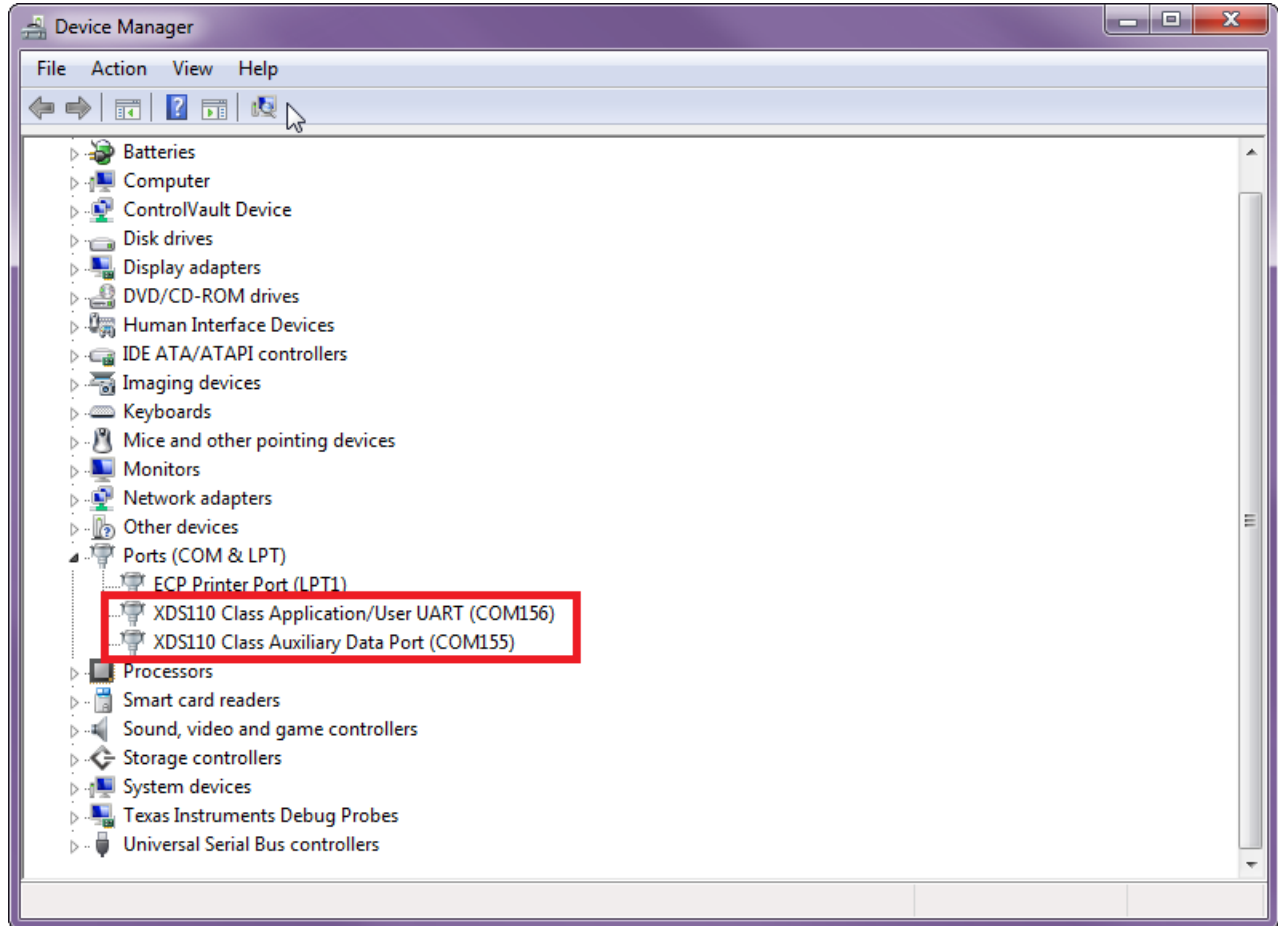 Device Manager
File Action View Help
Batteries
Computer
ControlVault Device
Disk drives
Display adapters
DVD/CD-ROM drives
Human Interface Devices
IDE ATA/ATAPI controllers
Imaging devices
Keyboards
Mice and other pointing devices
Monitors
Network adapters
Other devices
Ports (COM & LPT)
ECP Printer Port (LPT1)
XDS110 Class Application/User UART (COM156)
XDS110 Class Auxiliary Data Port (COM155)
Processors
Smart card readers
Sound, video and game controllers
Storage controllers
System devices
Texas Instruments Debug Probes
Universal Serial Bus controllers